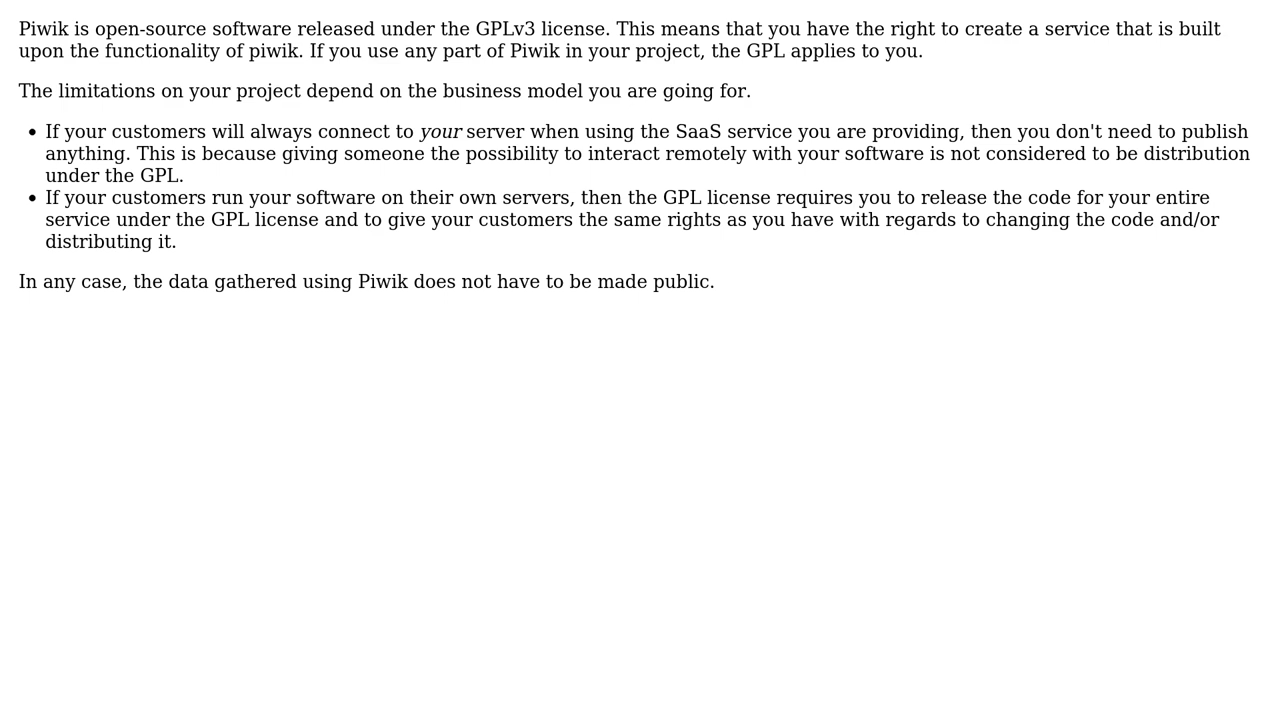 Piwik is open-source software released under the GPLv3 license. This means that you have the right to create a service that is built
upon the functionality of piwik. If you use any part of Piwik in your project, the GPL applies to you.
The limitations on your project depend on the business model you are going for.
• If your customers will always connect to your server when using the SaaS service you are providing, then you don't need to publish
anything. This is because giving someone the possibility to interact remotely with your software is not considered to be distribution
under the GPL.
• If your customers run your software on their own servers, then the GPL license requires you to release the code for your entire
service under the GPL license and to give your customers the same rights as you have with regards to changing the code and/or
distributing it.
In any case, the data gathered using Piwik does not have to be made public.